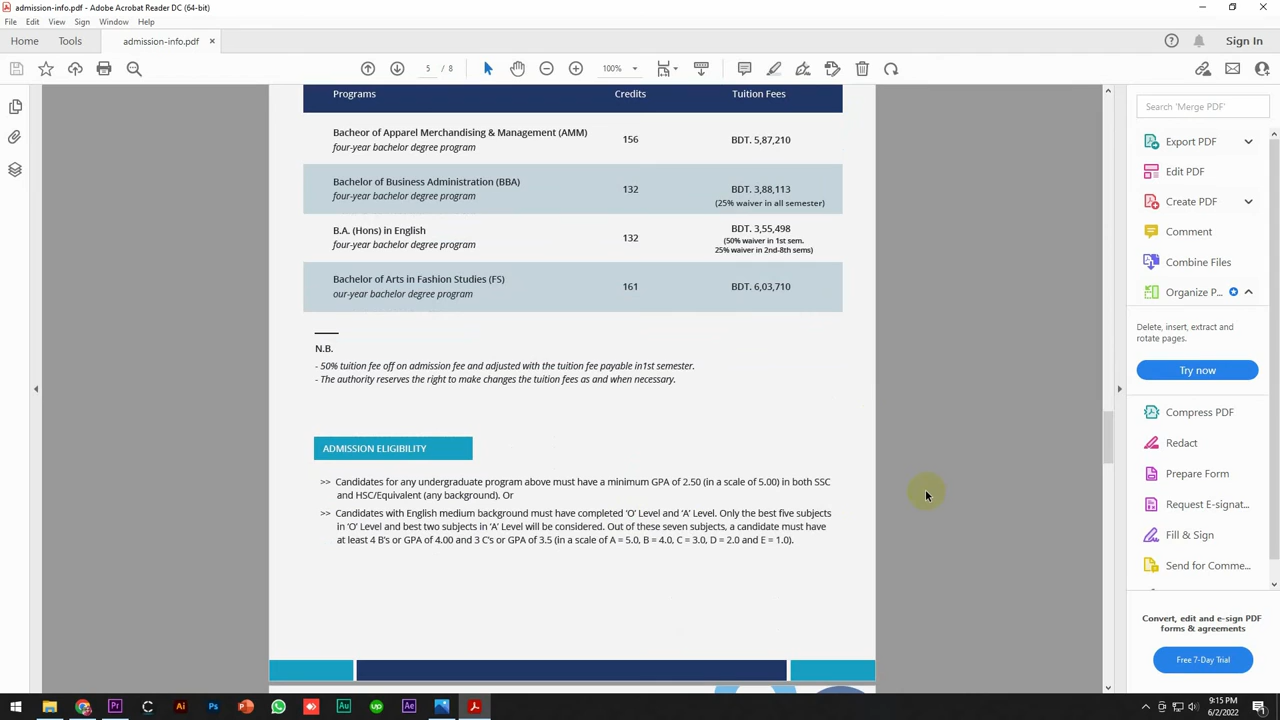 admission-info.pdf - Adobe Acrobat Reader DC (64-bit)
File Edit View Sign Window Help
Home Tools admission-info.pdf × Sign In
5 / 8 100%
Programs Credits Tuition Fees
Bacheor of Apparel Merchandising & Management (AMM)
four-year bachelor degree program
156 BDT. 5,87,210
Bachelor of Business Administration (BBA)
four-year bachelor degree program
132 BDT. 3,88,113
(25% waiver in all semester)
B.A. (Hons) in English
four-year bachelor degree program
132 BDT. 3,55,498
(50% waiver in 1st sem.
25% waiver in 2nd-8th sems)
Bachelor of Arts in Fashion Studies (FS)
our-year bachelor degree program
161 BDT. 6,03,710
N.B.
- 50% tuition fee off on admission fee and adjusted with the tuition fee payable in1st semester.
- The authority reserves the right to make changes the tuition fees as and when necessary.
ADMISSION ELIGIBILITY
>> Candidates for any undergraduate program above must have a minimum GPA of 2.50 (in a scale of 5.00) in both SSC
and HSC/Equivalent (any background). Or
>> Candidates with English medium background must have completed ‘O’ Level and ‘A’ Level. Only the best five subjects
in ‘O’ Level and best two subjects in ‘A’ Level will be considered. Out of these seven subjects, a candidate must have
at least 4 B’s or GPA of 4.00 and 3 C’s or GPA of 3.5 (in a scale of A = 5.0, B = 4.0, C = 3.0, D = 2.0 and E = 1.0).
Search 'Merge PDF'
Export PDF
Edit PDF
Create PDF
Comment
Combine Files
Organize P...
Delete, insert, extract and
rotate pages.
Try now
Compress PDF
Redact
Prepare Form
Request E-signat...
Fill & Sign
Send for Comme...
Convert, edit and e-sign PDF
forms & agreements
Free 7-Day Trial
C Ai Pr Ps Au up Ae
9:15 PM
6/2/2022